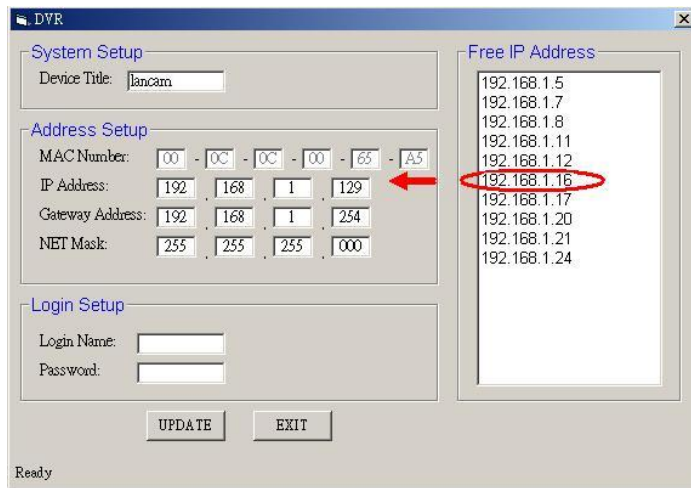 DVR
System Setup
Device Title: lancam
Address Setup
MAC Number: 00 - 0C - 0C - 00 - 65 - A5
IP Address: 192 . 168 . 1 . 129
Gateway Address: 192 . 168 . 1 . 254
NET Mask: 255 . 255 . 255 . 000
Login Setup
Login Name:
Password:
UPDATE EXIT
Ready
Free IP Address
192.168.1.5
192.168.1.7
192.168.1.8
192.168.1.11
192.168.1.12
192.168.1.16
192.168.1.17
192.168.1.20
192.168.1.21
192.168.1.24